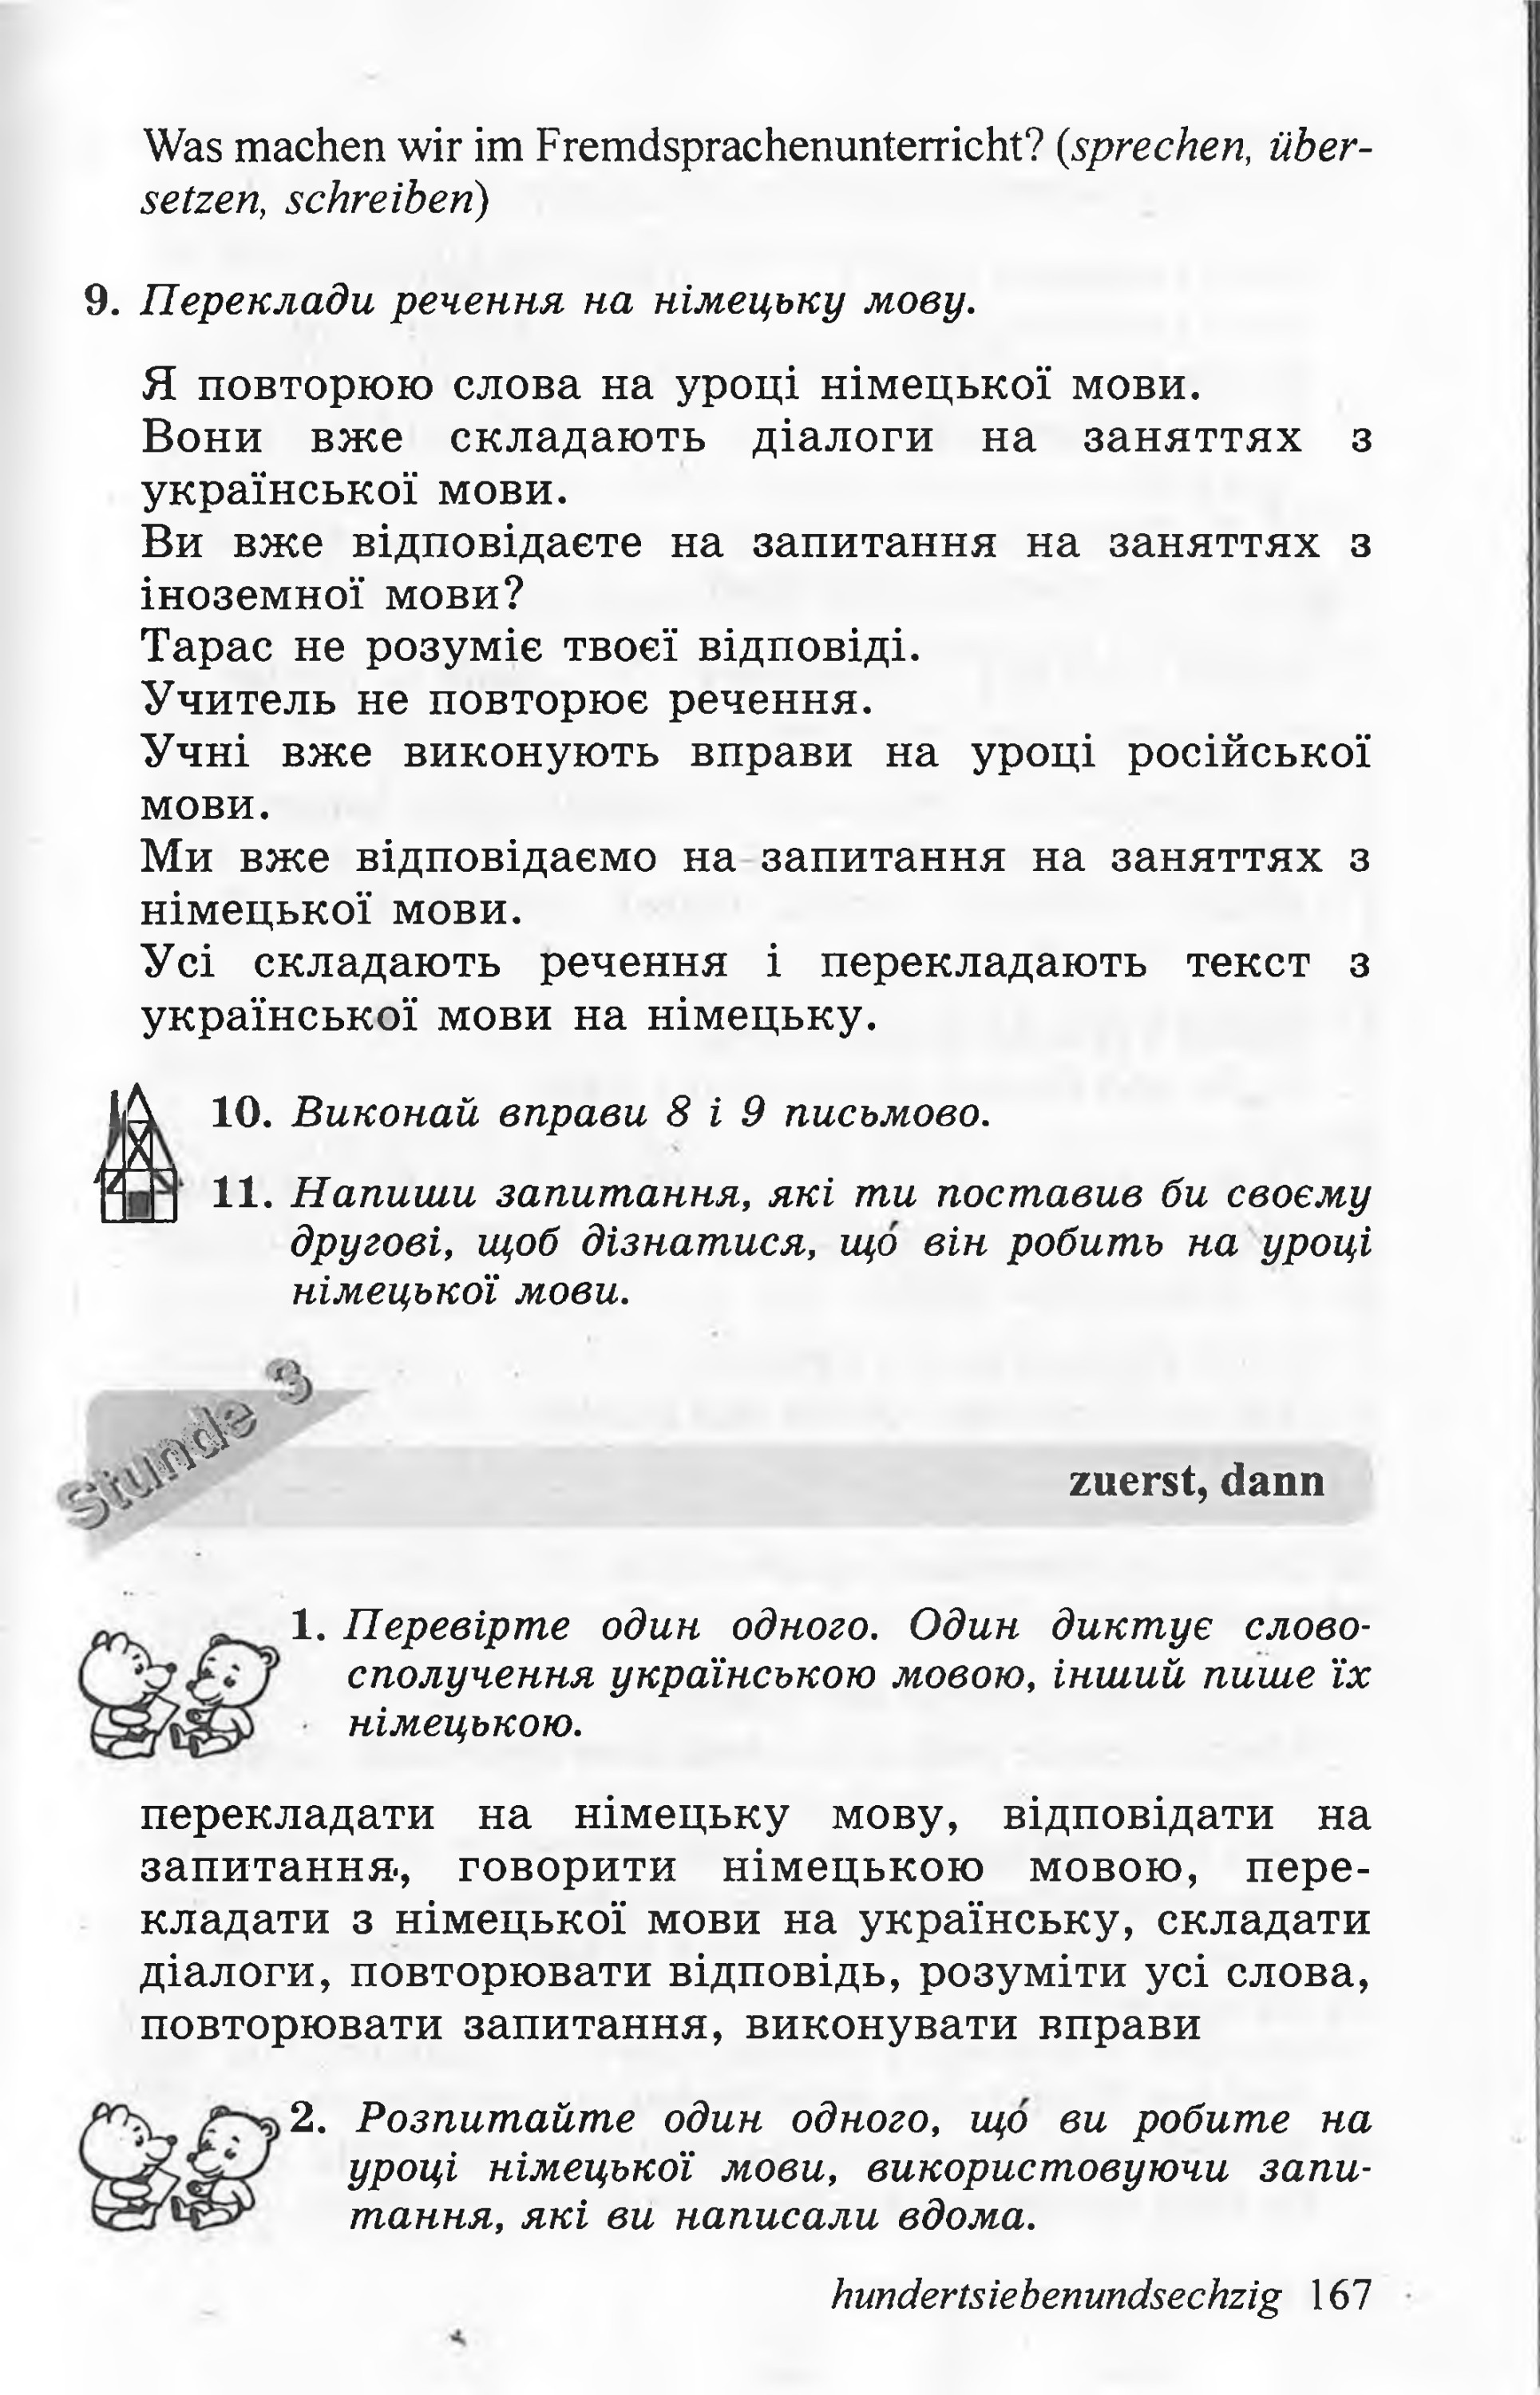 Was machen wir im Fremdsprachenunterricht? (sprechen, über-
setzen, schreiben)
9. Переклади речення на німецьку мову.
Я повторюю слова на уроці німецької мови.
Вони вже складають діалоги на заняттях з
української мови.
Ви вже відповідаєте на запитання на заняттях з
іноземної мови?
Тарас не розуміє твоєї відповіді.
Учитель не повторює речення.
Учні вже виконують вправи на уроці російської
мови.
Ми вже відповідаємо на запитання на заняттях з
німецької мови.
Усі складають речення і перекладають текст з
української мови на німецьку.
10. Виконай вправи 8 і 9 письмово.
11. Напиши запитання, які ти поставив би своєму
другові, щоб дізнатися, що́ він робить на уроці
німецької мови.
Stunde 3
zuerst, dann
1. Перевірте один одного. Один диктує слово-
сполучення українською мовою, інший пише їх
німецькою.
перекладати на німецьку мову, відповідати на
запитання, говорити німецькою мовою, пере-
кладати з німецької мови на українську, складати
діалоги, повторювати відповідь, розуміти усі слова,
повторювати запитання, виконувати вправи
2. Розпитайте один одного, що́ ви робите на
уроці німецької мови, використовуючи запи-
тання, які ви написали вдома.
hundertsiebenundsechzig 167